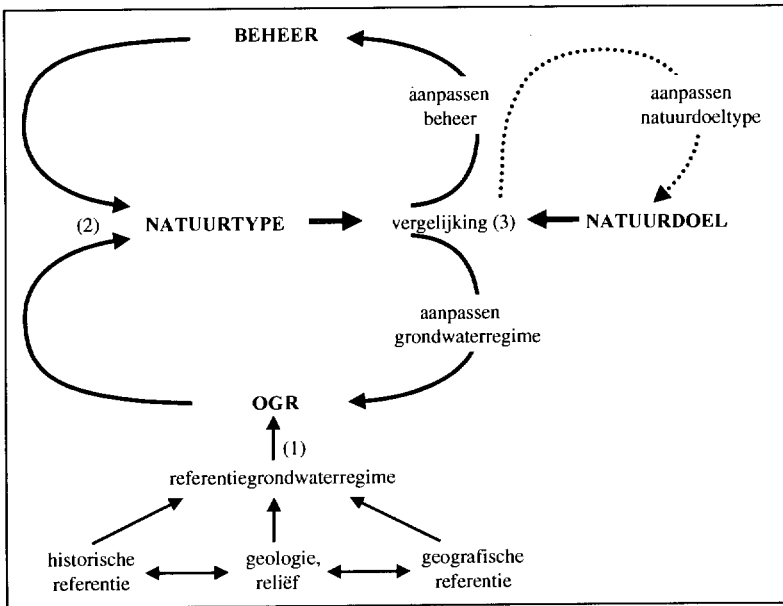 BEHEER
aanpassen
beheer
aanpassen
natuurdoeltype
(2) NATUURTYPE
vergelijking (3)
NATUURDOEL
aanpassen
grondwaterregime
OGR
(1)
referentiegrondwaterregime
historische
referentie
geologie,
reliëf
geografische
referentie